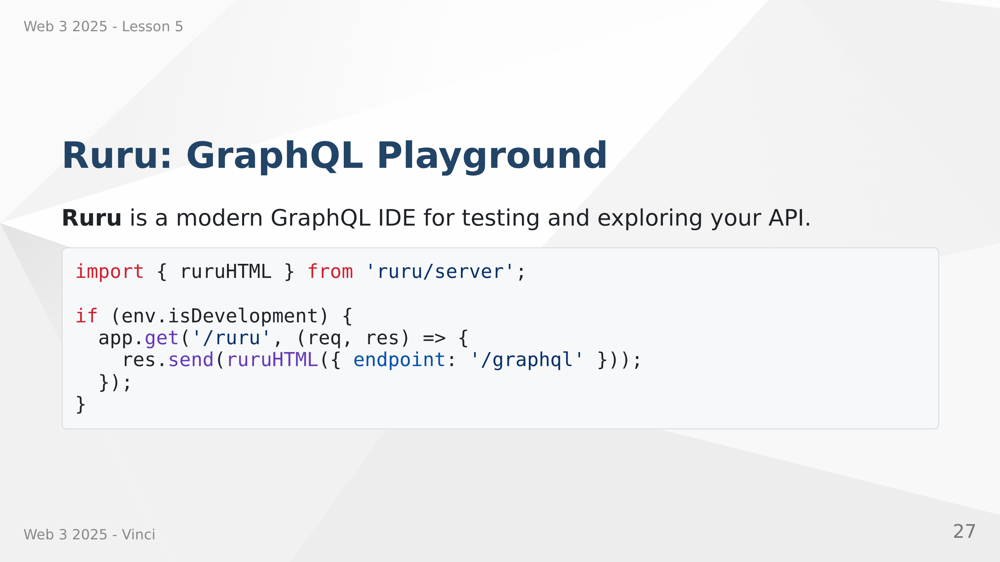 Web 3 2025 - Lesson 5
Ruru: GraphQL Playground
Ruru is a modern GraphQL IDE for testing and exploring your API.
import { ruruHTML } from 'ruru/server';

if (env.isDevelopment) {
  app.get('/ruru', (req, res) => {
    res.send(ruruHTML({ endpoint: '/graphql' }));
  });
}
Web 3 2025 - Vinci
27